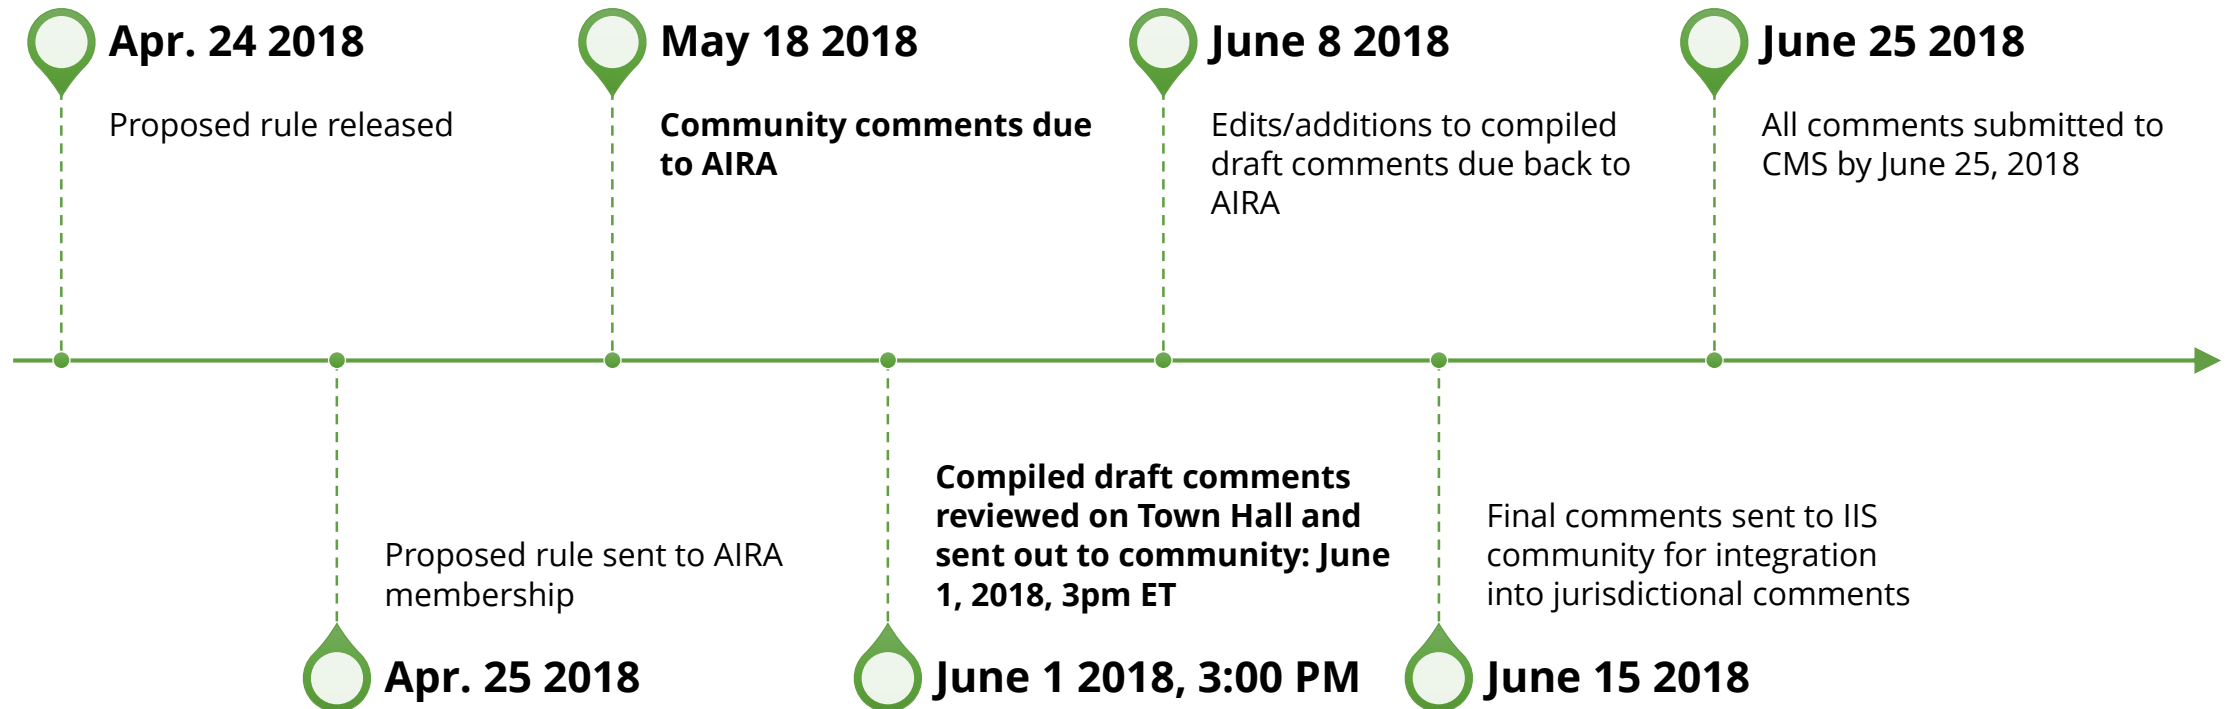 Apr. 24 2018
Proposed rule released
May 18 2018
Community comments due
to AIRA
June 8 2018
Edits/additions to compiled
draft comments due back to
AIRA
June 25 2018
All comments submitted to
CMS by June 25, 2018
Proposed rule sent to AIRA
membership
Apr. 25 2018
Compiled draft comments
reviewed on Town Hall and
sent out to community: June
1, 2018, 3pm ET
June 1 2018, 3:00 PM
Final comments sent to IIS
community for integration
into jurisdictional comments
June 15 2018